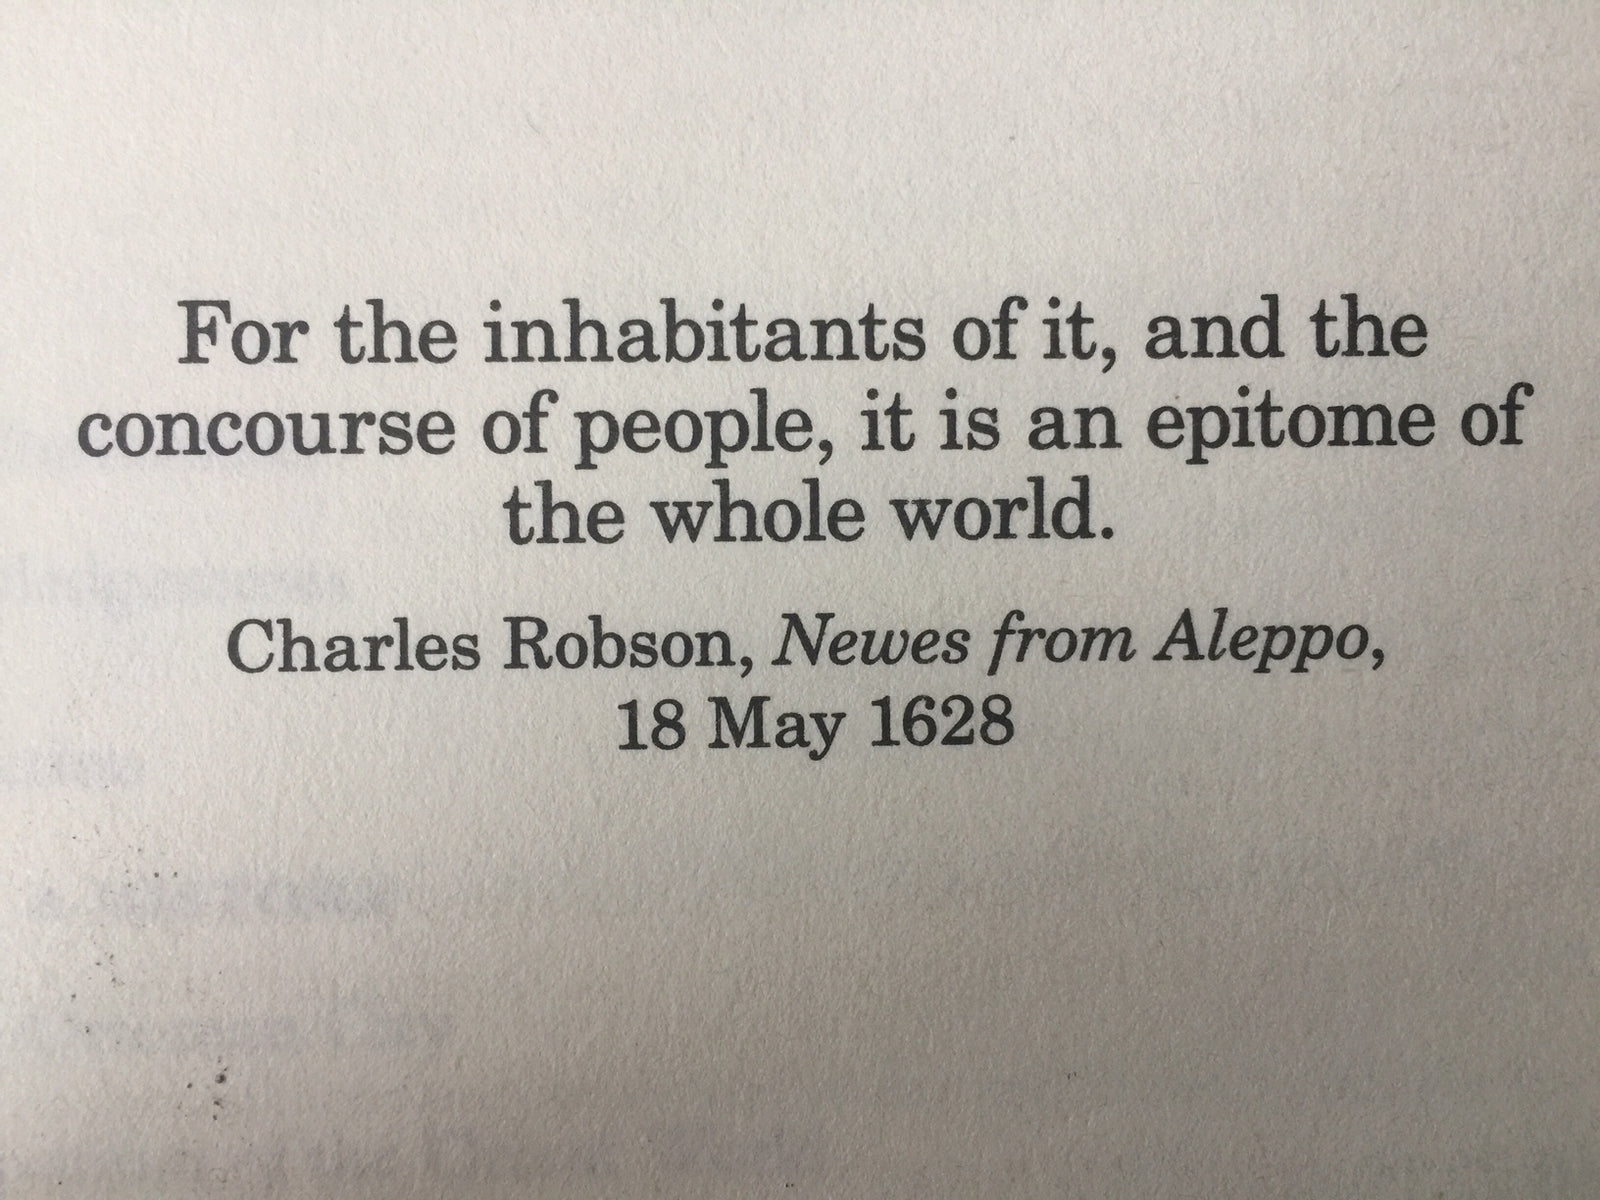 For the inhabitants of it, and the
concourse of people, it is an epitome of
the whole world.
Charles Robson, Newes from Aleppo,
18 May 1628